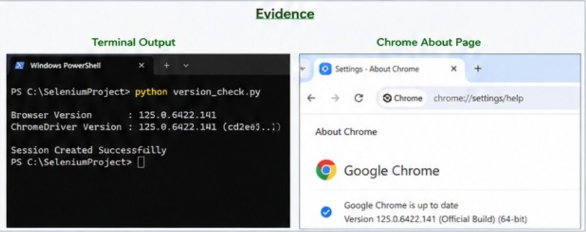 Evidence
Terminal Output
Windows PowerShell
PS C:\SeleniumProject> python version_check.py
Browser Version : 125.0.6422.141
ChromeDriver Version : 125.0.6422.141 (cd2e03...})
Session Created Successfully
PS C:\SeleniumProject>
Chrome About Page
Settings - About Chrome
Chrome chrome://settings/help
About Chrome
Google Chrome
Google Chrome is up to date
Version 125.0.6422.141 (Official Build) (64-bit)